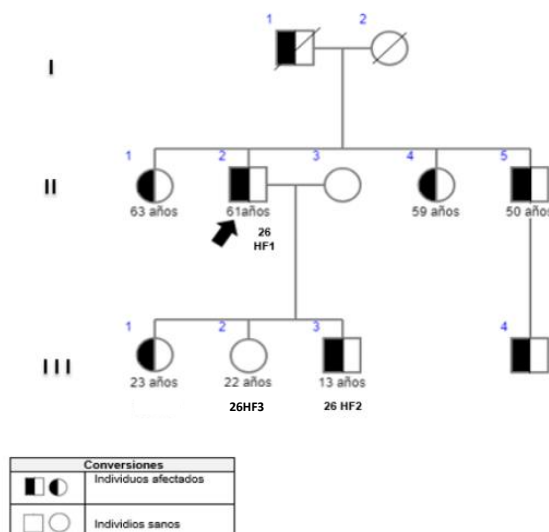 1 2
I
1 2 3 4 5
II
63 años 61años 59 años 50 años
26
HF1
1 2 3 4
III
23 años 22 años 13 años
26HF3 26 HF2
Conversiones
Individuos afectados
Individios sanos